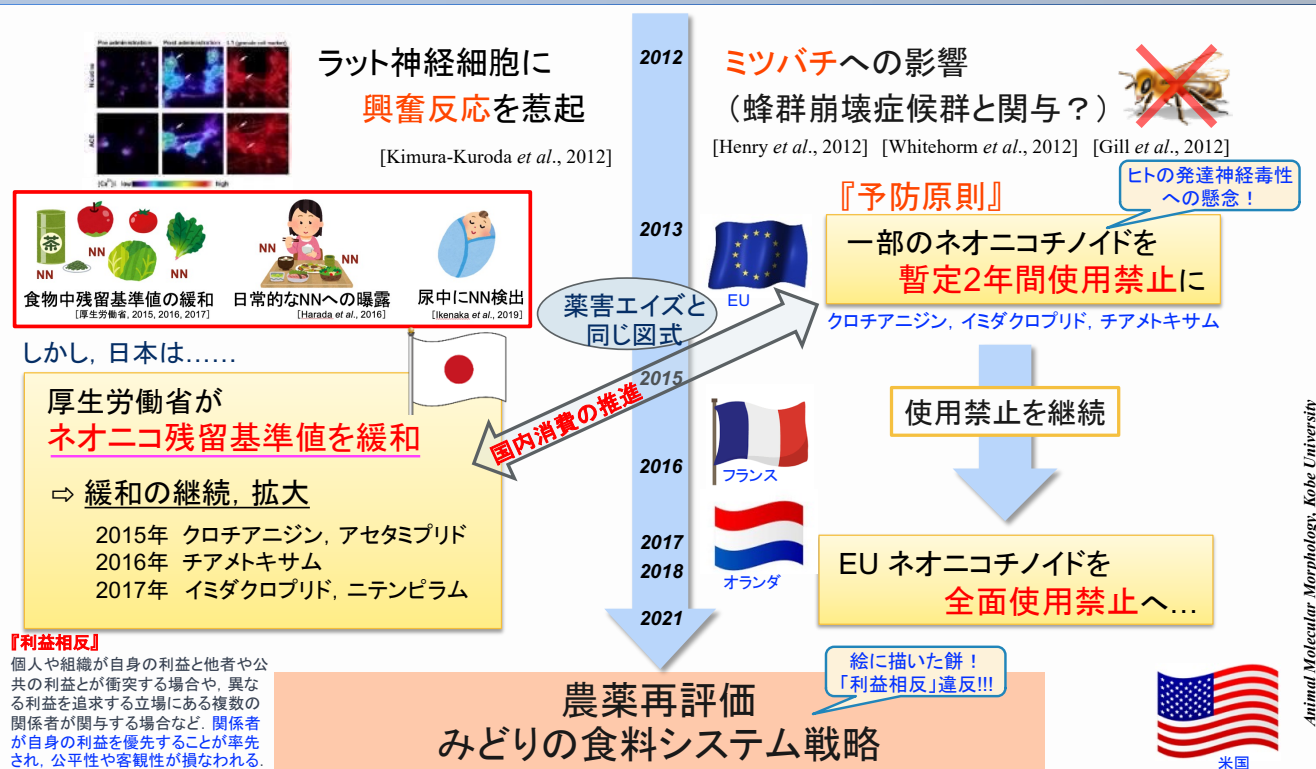 Pre administration
Post administration
L1 (granule cell marker)
Nicotine
ACE
[Ca²⁺]i low
high
ラット神経細胞に
興奮反応を惹起
[Kimura-Kuroda et al., 2012]
2012
ミツバチへの影響
（蜂群崩壊症候群と関与？）
[Henry et al., 2012] [Whitehorm et al., 2012] [Gill et al., 2012]
ヒトの発達神経毒性
への懸念！
茶
NN
NN
NN
食物中残留基準値の緩和
[厚生労働省, 2015, 2016, 2017]
NN
NN
日常的なNNへの曝露
[Harada et al., 2016]
尿中にNN検出
[Ikenaka et al., 2019]
2013
EU
『予防原則』
一部のネオニコチノイドを
暫定2年間使用禁止に
クロチアニジン, イミダクロプリド, チアメトキサム
薬害エイズと
同じ図式
国内消費の推進
しかし, 日本は……
厚生労働省が
ネオニコ残留基準値を緩和
⇨ 緩和の継続, 拡大
2015年 クロチアニジン, アセタミプリド
2016年 チアメトキサム
2017年 イミダクロプリド, ニテンピラム
2015
使用禁止を継続
2016
フランス
2017
2018
オランダ
2021
EU ネオニコチノイドを
全面使用禁止へ…
『利益相反』
個人や組織が自身の利益と他者や公
共の利益とが衝突する場合や, 異な
る利益を追求する立場にある複数の
関係者が関与する場合など. 関係者
が自身の利益を優先することが率先
され, 公平性や客観性が損なわれる.
農薬再評価
みどりの食料システム戦略
絵に描いた餅！
「利益相反」違反!!!
米国
Animal Molecular Morphology, Kobe University